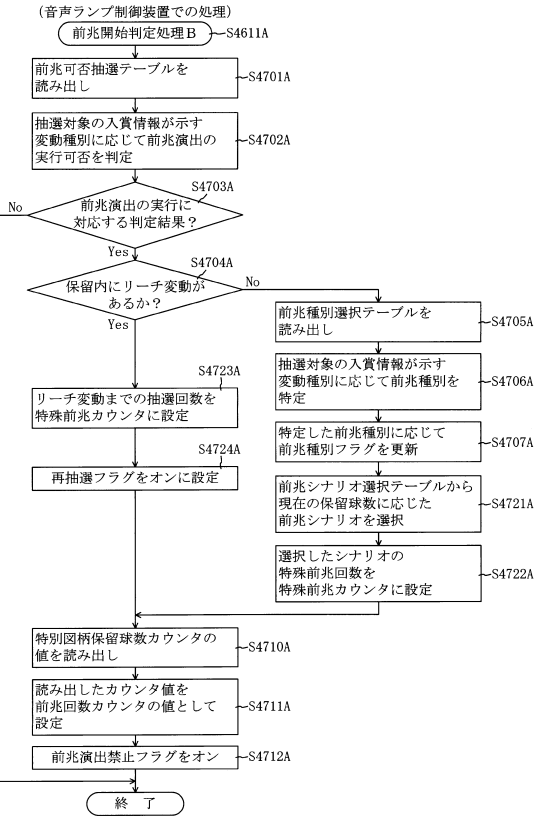 (音声ランプ制御装置での処理)
前兆開始判定処理B
S4611A
前兆可否抽選テーブルを
読み出し
S4701A
抽選対象の入賞情報が示す
変動種別に応じて前兆演出の
実行可否を判定
S4702A
S4703A
前兆演出の実行に
対応する判定結果?
No
Yes
S4704A
保留内にリーチ変動が
あるか?
No
Yes
前兆種別選択テーブルを
読み出し
S4705A
抽選対象の入賞情報が示す
変動種別に応じて前兆種別を
特定
S4706A
特定した前兆種別に応じて
前兆種別フラグを更新
S4707A
前兆シナリオ選択テーブルから
現在の保留球数に応じた
前兆シナリオを選択
S4721A
選択したシナリオの
特殊前兆回数を
特殊前兆カウンタに設定
S4722A
S4723A
リーチ変動までの抽選回数を
特殊前兆カウンタに設定
S4724A
再抽選フラグをオンに設定
特別図柄保留球数カウンタの
値を読み出し
S4710A
読み出したカウンタ値を
前兆回数カウンタの値として
設定
S4711A
前兆演出禁止フラグをオン
S4712A
終 了